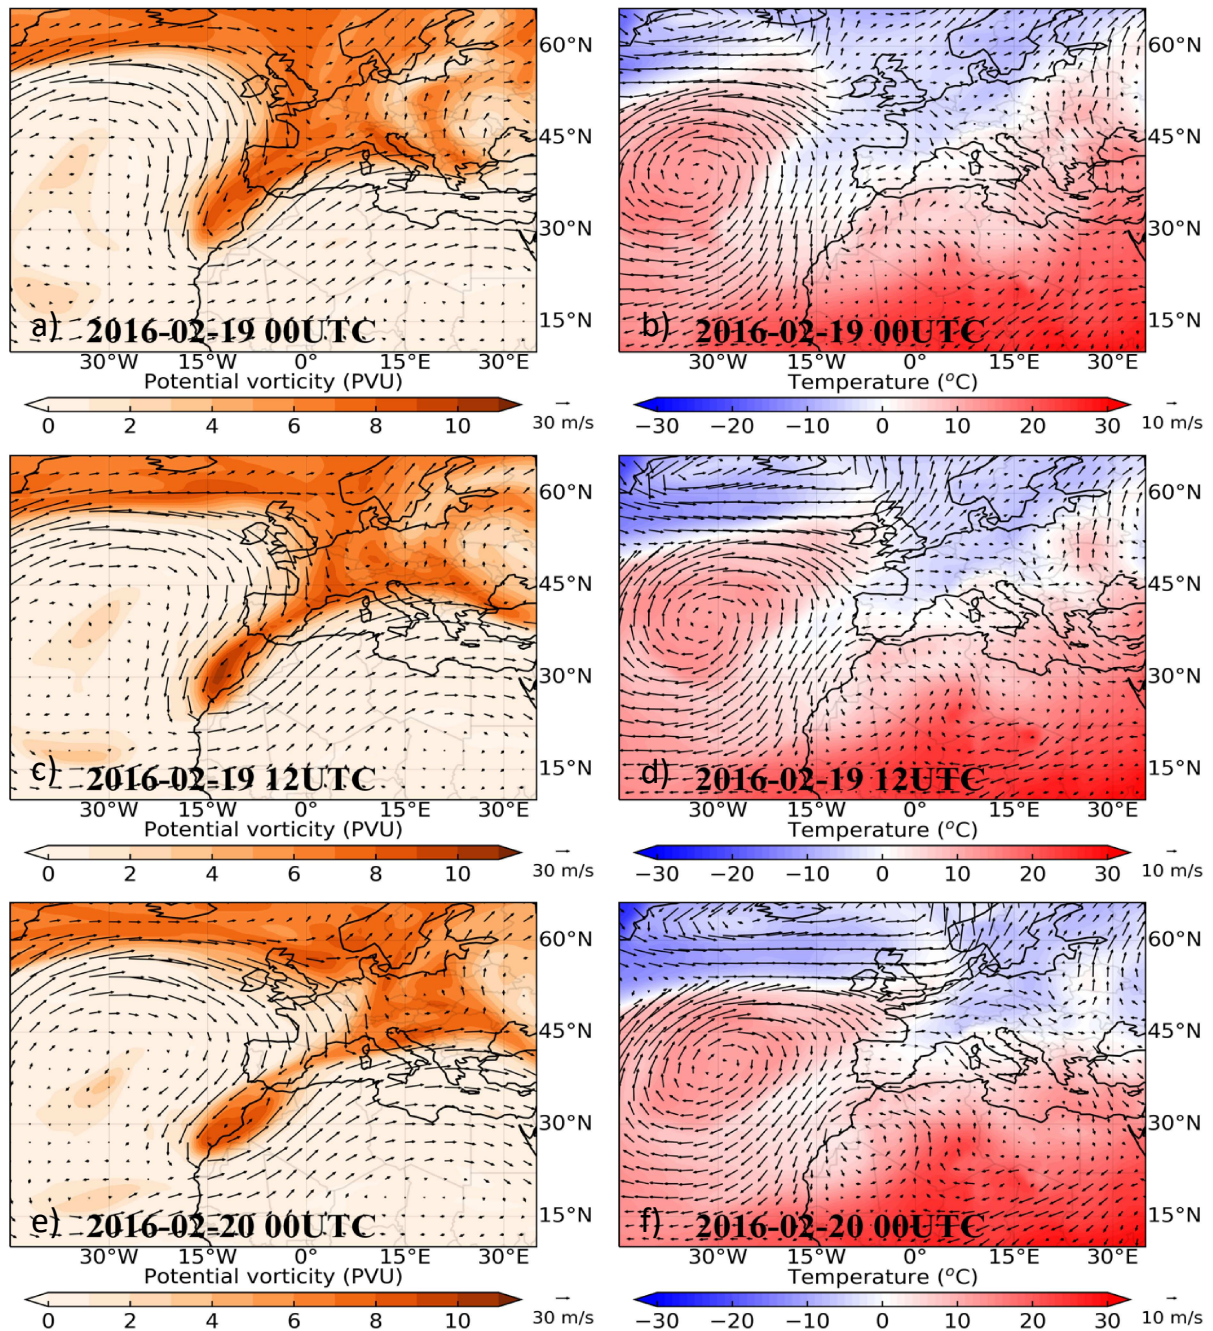 60°N 60°N
45°N 45°N
30°N 30°N
15°N 15°N
a) 2016-02-19 00UTC b) 2016-02-19 00UTC
30°W 15°W 0° 15°E 30°E 30°W 15°W 0° 15°E 30°E
Potential vorticity (PVU) Temperature (°C)
0 2 4 6 8 10 30 m/s −30 −20 −10 0 10 20 30 10 m/s
60°N 60°N
45°N 45°N
30°N 30°N
15°N 15°N
c) 2016-02-19 12UTC d) 2016-02-19 12UTC
30°W 15°W 0° 15°E 30°E 30°W 15°W 0° 15°E 30°E
Potential vorticity (PVU) Temperature (°C)
0 2 4 6 8 10 30 m/s −30 −20 −10 0 10 20 30 10 m/s
60°N 60°N
45°N 45°N
30°N 30°N
15°N 15°N
e) 2016-02-20 00UTC f) 2016-02-20 00UTC
30°W 15°W 0° 15°E 30°E 30°W 15°W 0° 15°E 30°E
Potential vorticity (PVU) Temperature (°C)
0 2 4 6 8 10 30 m/s −30 −20 −10 0 10 20 30 10 m/s